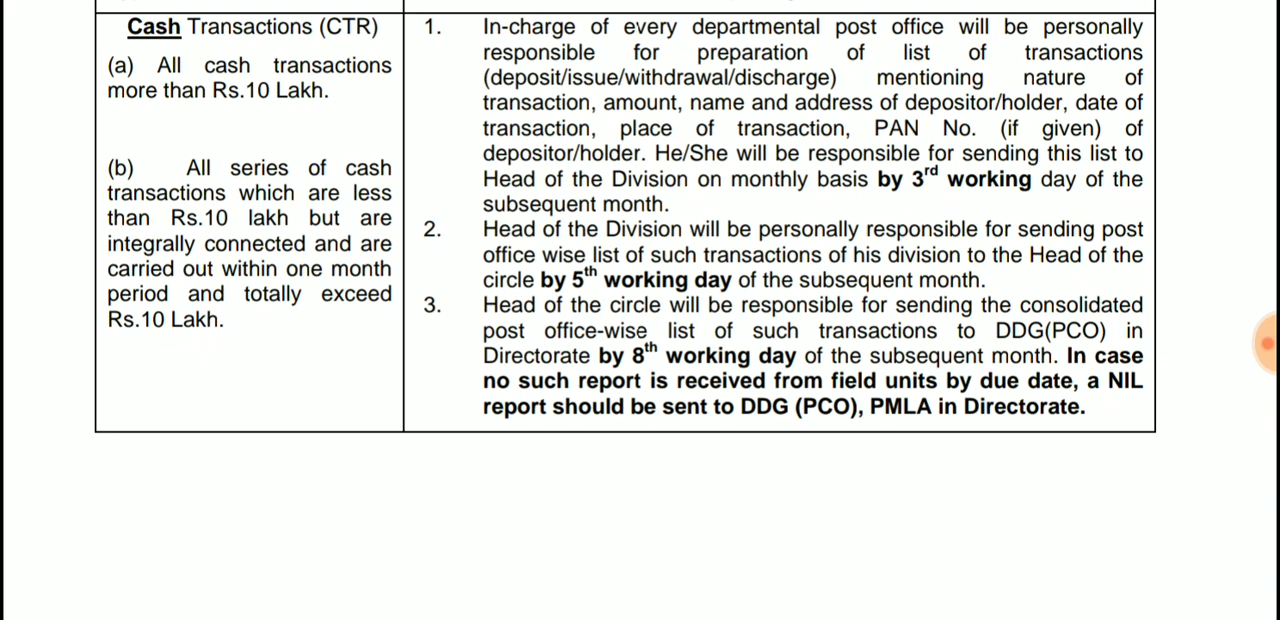 Cash Transactions (CTR)
(a) All cash transactions
more than Rs.10 Lakh.
(b) All series of cash
transactions which are less
than Rs.10 lakh but are
integrally connected and are
carried out within one month
period and totally exceed
Rs.10 Lakh.
1. In-charge of every departmental post office will be personally
responsible for preparation of list of transactions
(deposit/issue/withdrawal/discharge) mentioning nature of
transaction, amount, name and address of depositor/holder, date of
transaction, place of transaction, PAN No. (if given) of
depositor/holder. He/She will be responsible for sending this list to
Head of the Division on monthly basis by 3rd working day of the
subsequent month.
2. Head of the Division will be personally responsible for sending post
office wise list of such transactions of his division to the Head of the
circle by 5th working day of the subsequent month.
3. Head of the circle will be responsible for sending the consolidated
post office-wise list of such transactions to DDG(PCO) in
Directorate by 8th working day of the subsequent month. In case
no such report is received from field units by due date, a NIL
report should be sent to DDG (PCO), PMLA in Directorate.